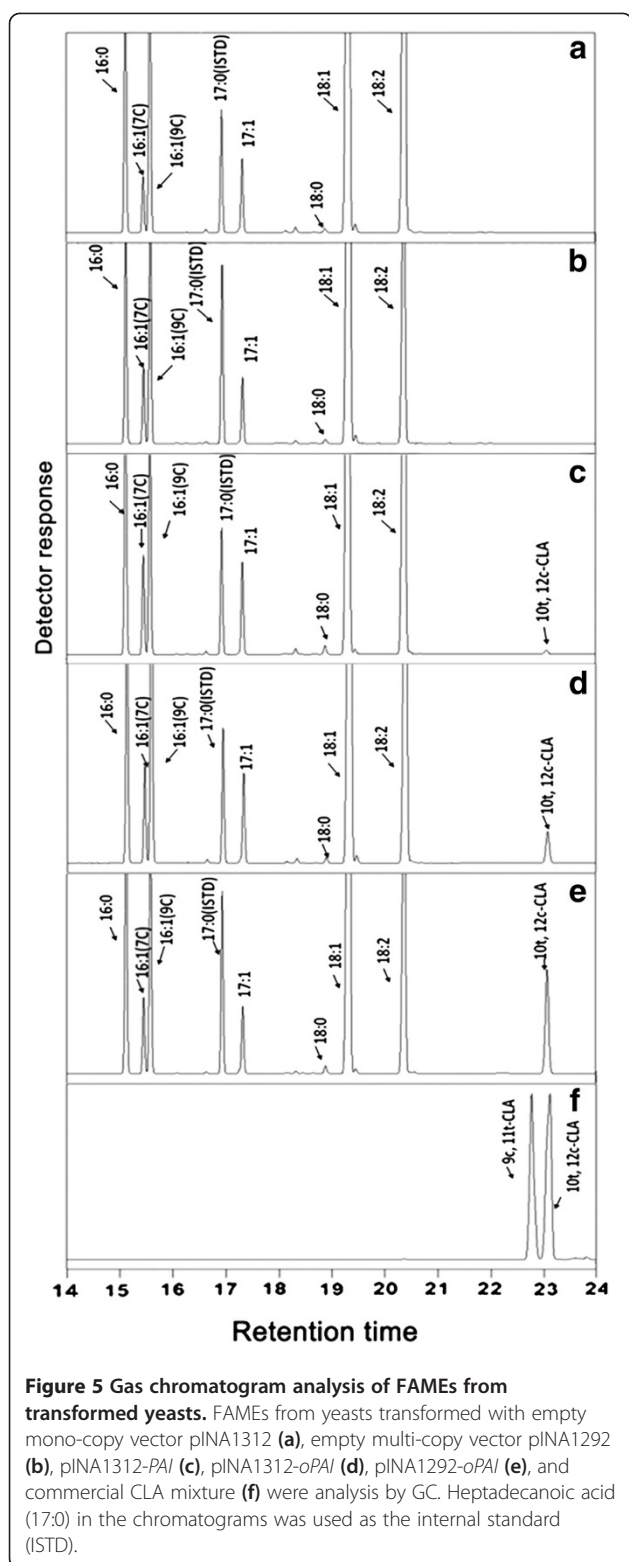 a
16:0
16:1(7C)
16:1(9C)
17:0(ISTD)
17:1
18:0
18:1
18:2
b
16:0
16:1(7C)
16:1(9C)
17:0(ISTD)
17:1
18:0
18:1
18:2
c
16:0
16:1(7C)
16:1(9C)
17:0(ISTD)
17:1
18:0
18:1
18:2
10t, 12c-CLA
d
16:0
16:1(7C)
16:1(9C)
17:0(ISTD)
17:1
18:0
18:1
18:2
10t, 12c-CLA
e
16:0
16:1(7C)
16:1(9C)
17:0(ISTD)
17:1
18:0
18:1
18:2
10t, 12c-CLA
f
9c, 11t-CLA
10t, 12c-CLA
Detector response
14 15 16 17 18 19 20 21 22 23 24
Retention time
Figure 5 Gas chromatogram analysis of FAMEs from
transformed yeasts. FAMEs from yeasts transformed with empty
mono-copy vector pINA1312 (a), empty multi-copy vector pINA1292
(b), pINA1312-PAI (c), pINA1312-oPAI (d), pINA1292-oPAI (e), and
commercial CLA mixture (f) were analysis by GC. Heptadecanoic acid
(17:0) in the chromatograms was used as the internal standard
(ISTD).